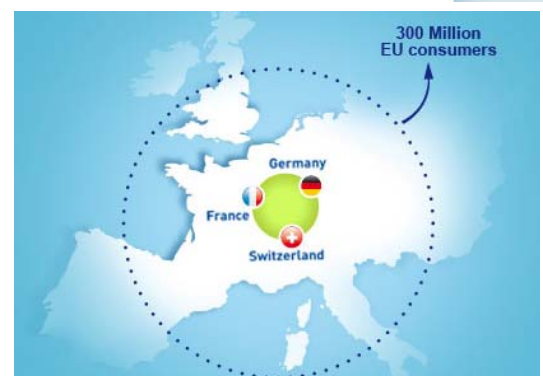 300 Million
EU consumers
Germany
France
Switzerland